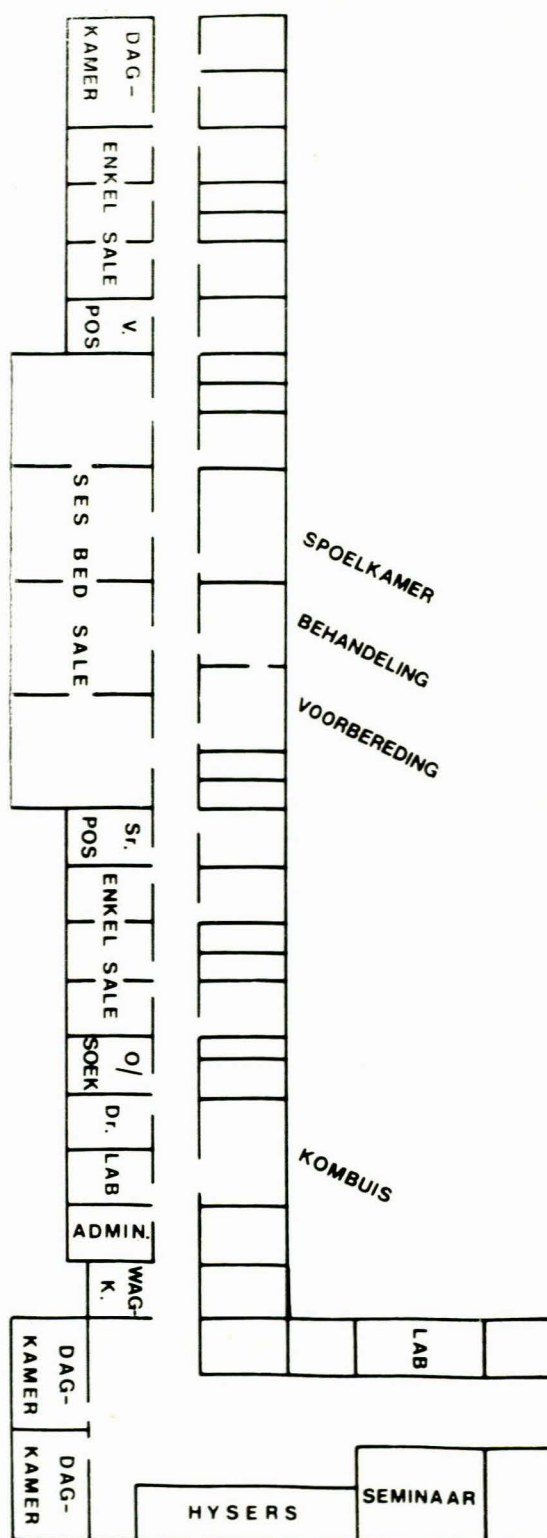 DAG-
KAMER
ENKEL SALE
V.
POS
SES BED SALE
SPOELKAMER
BEHANDELING
VOORBEREDING
Sr.
POS
ENKEL SALE
O/
SOEK
Dr.
LAB
KOMBUIS
ADMIN.
WAG-
K.
LAB
DAG-
KAMER
DAG-
KAMER
HYSERS
SEMINAAR